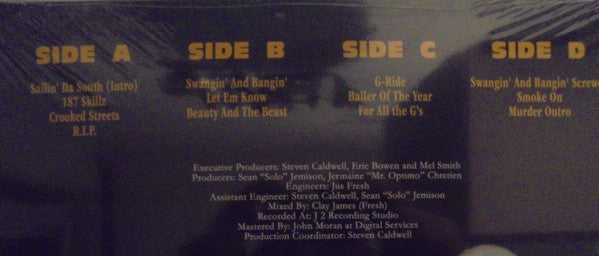 SIDE A
Sailin' Da South (Intro)
187 Skillz
Crooked Streets
R.I.P.
SIDE B
Swangin' And Bangin'
Let Em Know
Beauty And The Beast
SIDE C
G-Ride
Baller Of The Year
For All the G's
SIDE D
Swangin' And Bangin' Screw
Smoke On
Murder Outro
Executive Producers: Steven Caldwell, Eric Bowen and Mel Smith
Producers: Sean "Solo" Jemison, Jermaine "Mr. Optimo" Chretien
Engineers: Jus Fresh
Assistant Engineer: Steven Caldwell, Sean "Solo" Jemison
Mixed By: Clay James (Fresh)
Recorded At: J 2 Recording Studio
Mastered By: John Moran at Digital Services
Production Coordinator: Steven Caldwell